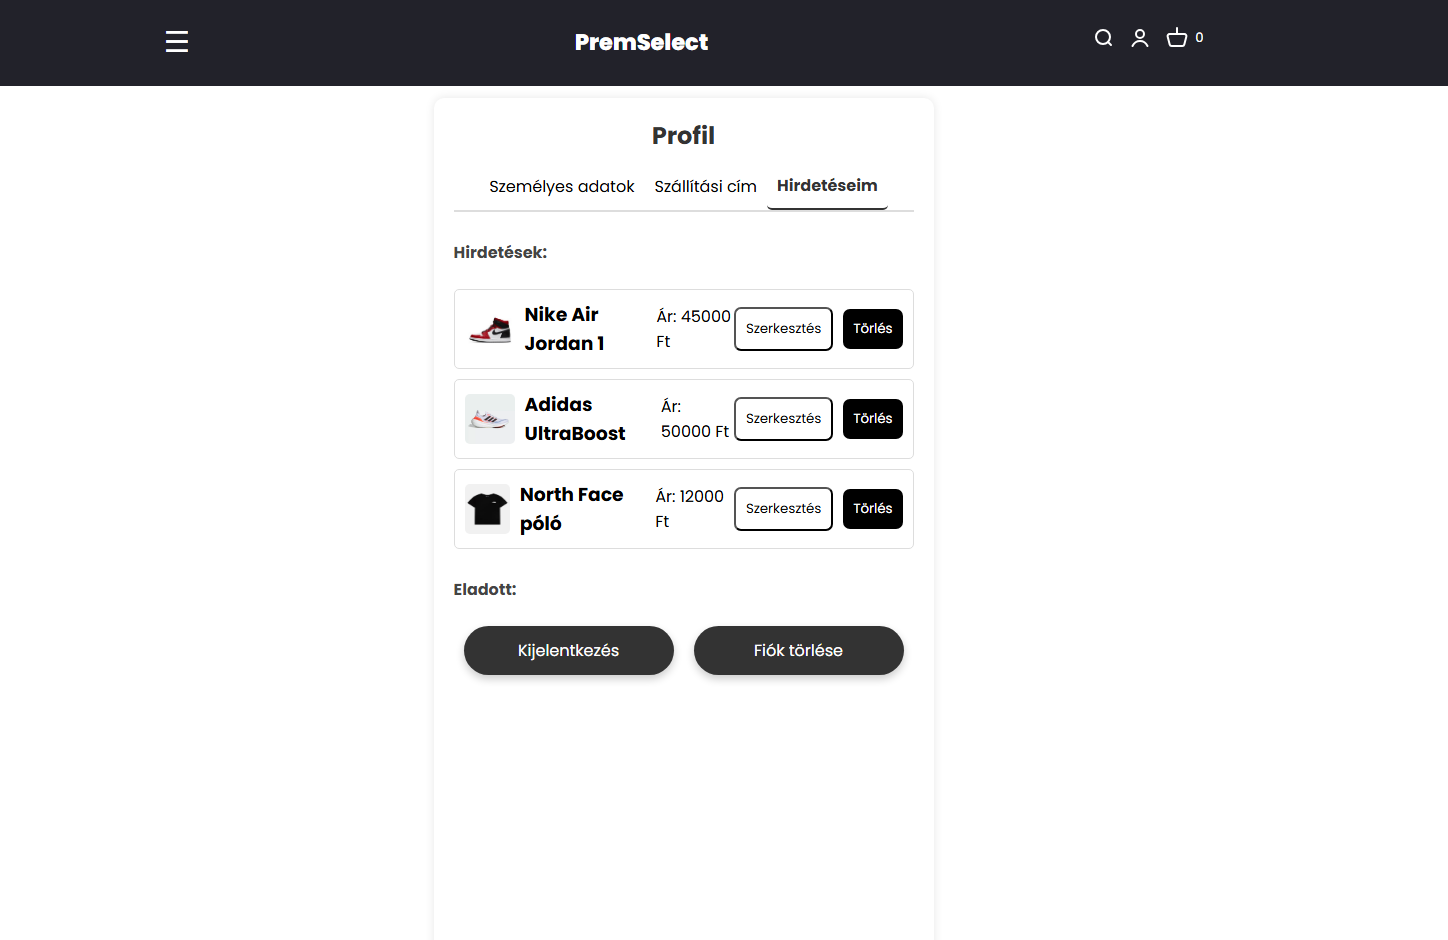 PremSelect
0
Profil
Személyes adatok Szállítási cím Hirdetéseim
Hirdetések:
Nike Air
Jordan 1
Ár: 45000
Ft
Szerkesztés
Törlés
Adidas
UltraBoost
Ár:
50000 Ft
Szerkesztés
Törlés
North Face
póló
Ár: 12000
Ft
Szerkesztés
Törlés
Eladott:
Kijelentkezés
Fiók törlése